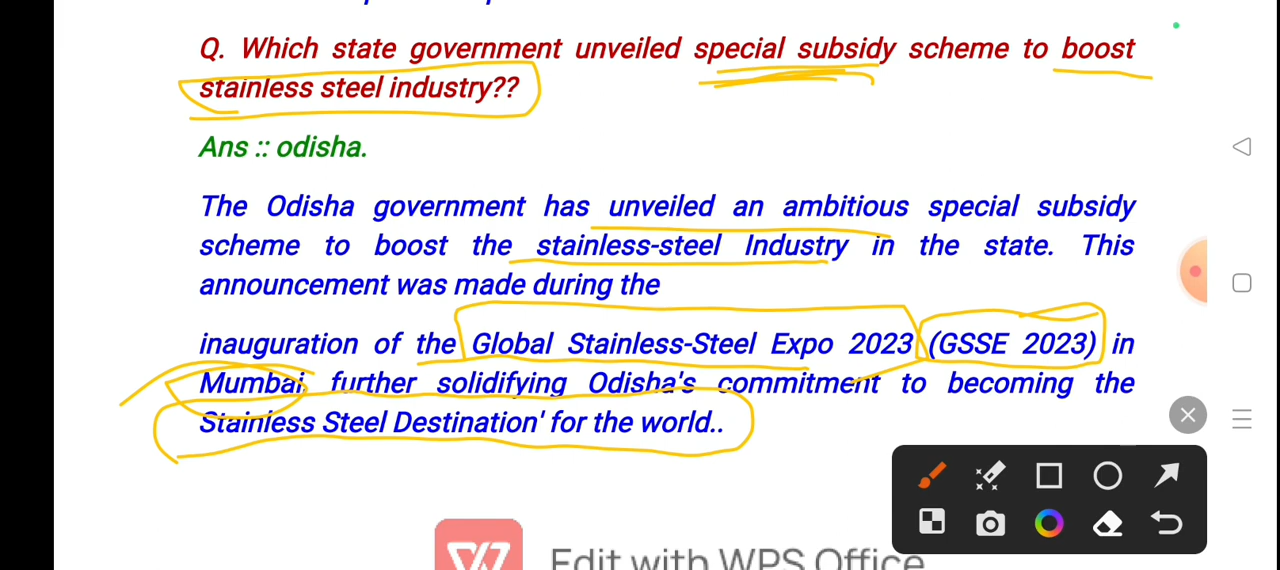 Q. Which state government unveiled special subsidy scheme to boost
stainless steel industry??
Ans :: odisha.
The Odisha government has unveiled an ambitious special subsidy
scheme to boost the stainless-steel Industry in the state. This
announcement was made during the
inauguration of the Global Stainless-Steel Expo 2023 (GSSE 2023) in
Mumbai further solidifying Odisha's commitment to becoming the
Stainless Steel Destination' for the world..
Edit with WPS Office